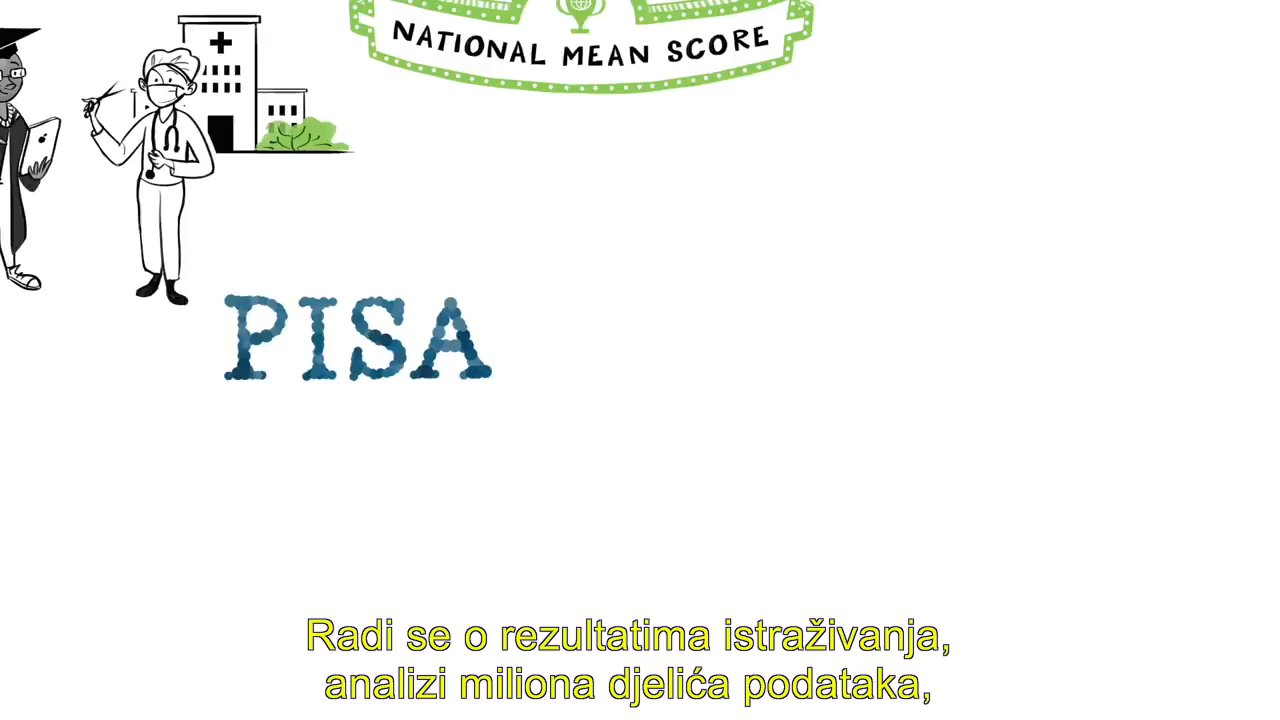 NATIONAL MEAN SCORE
PISA
Radi se o rezultatima istraživanja,
analizi miliona djelića podataka,